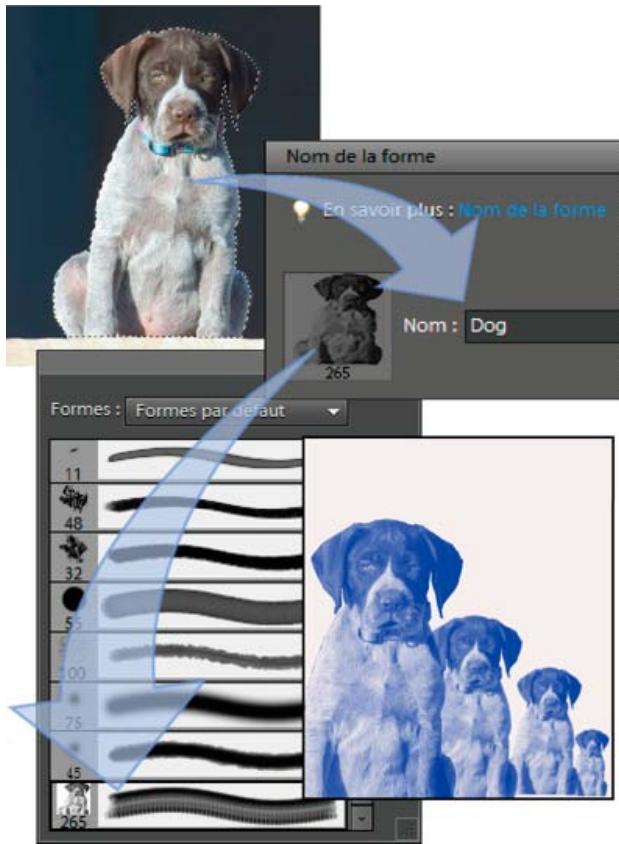 Nom de la forme
En savoir plus : Nom de la forme
Nom : Dog
265
Formes : Formes par défaut
11
48
32
55
100
75
45
265